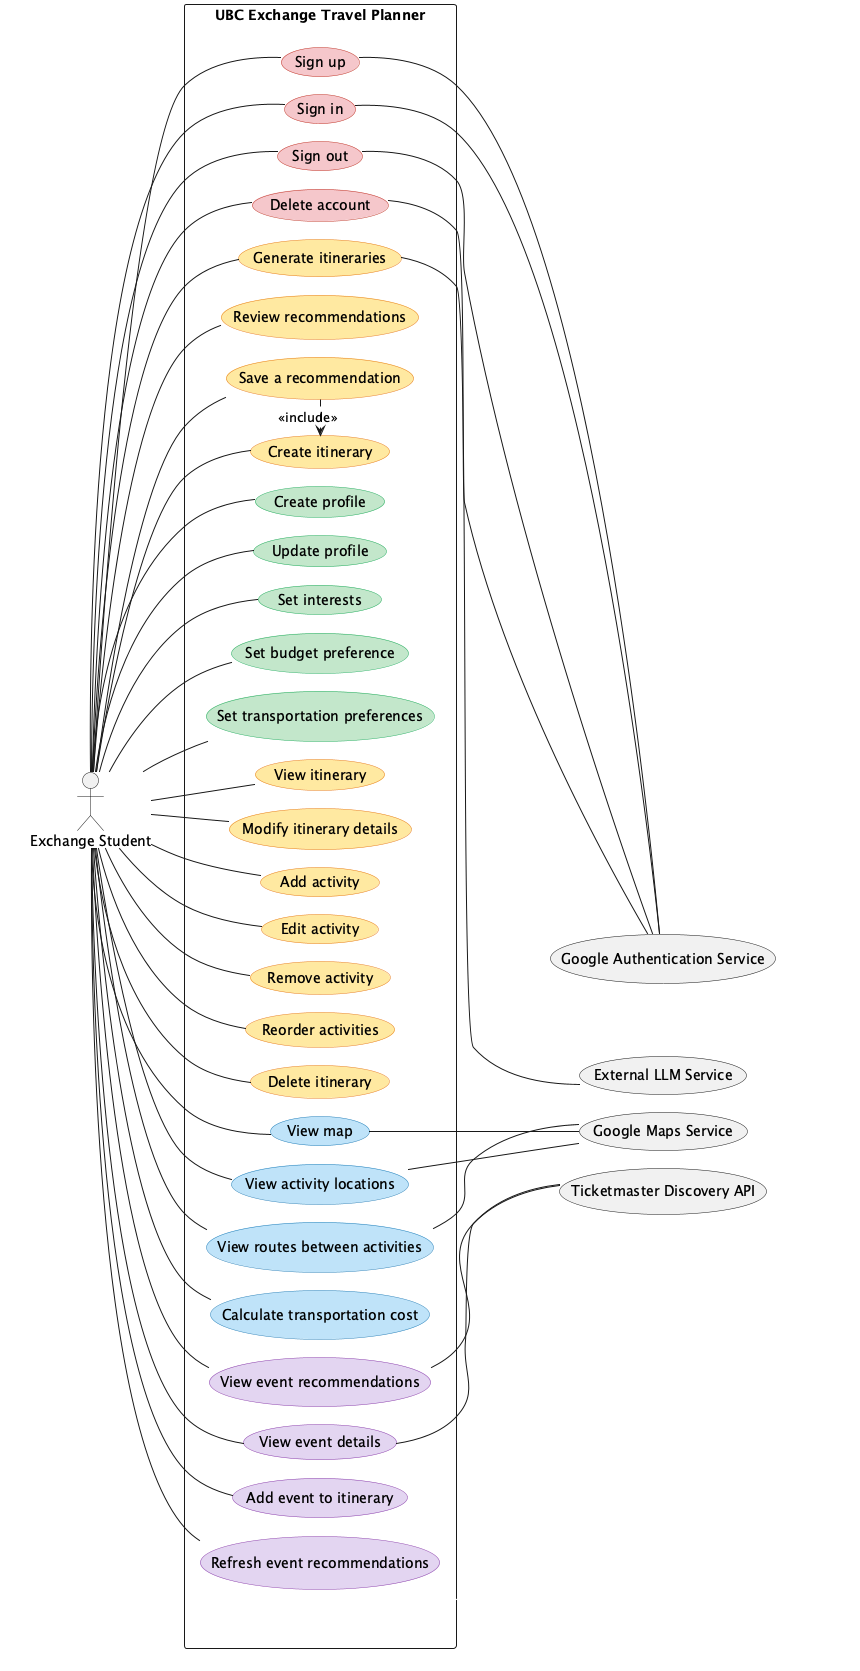 UBC Exchange Travel Planner
Sign up
Sign in
Sign out
Delete account
Generate itineraries
Review recommendations
Save a recommendation
«include»
Create itinerary
Create profile
Update profile
Set interests
Set budget preference
Set transportation preferences
View itinerary
Modify itinerary details
Exchange Student
Add activity
Edit activity
Google Authentication Service
Remove activity
Reorder activities
External LLM Service
Delete itinerary
View map
Google Maps Service
View activity locations
Ticketmaster Discovery API
View routes between activities
Calculate transportation cost
View event recommendations
View event details
Add event to itinerary
Refresh event recommendations